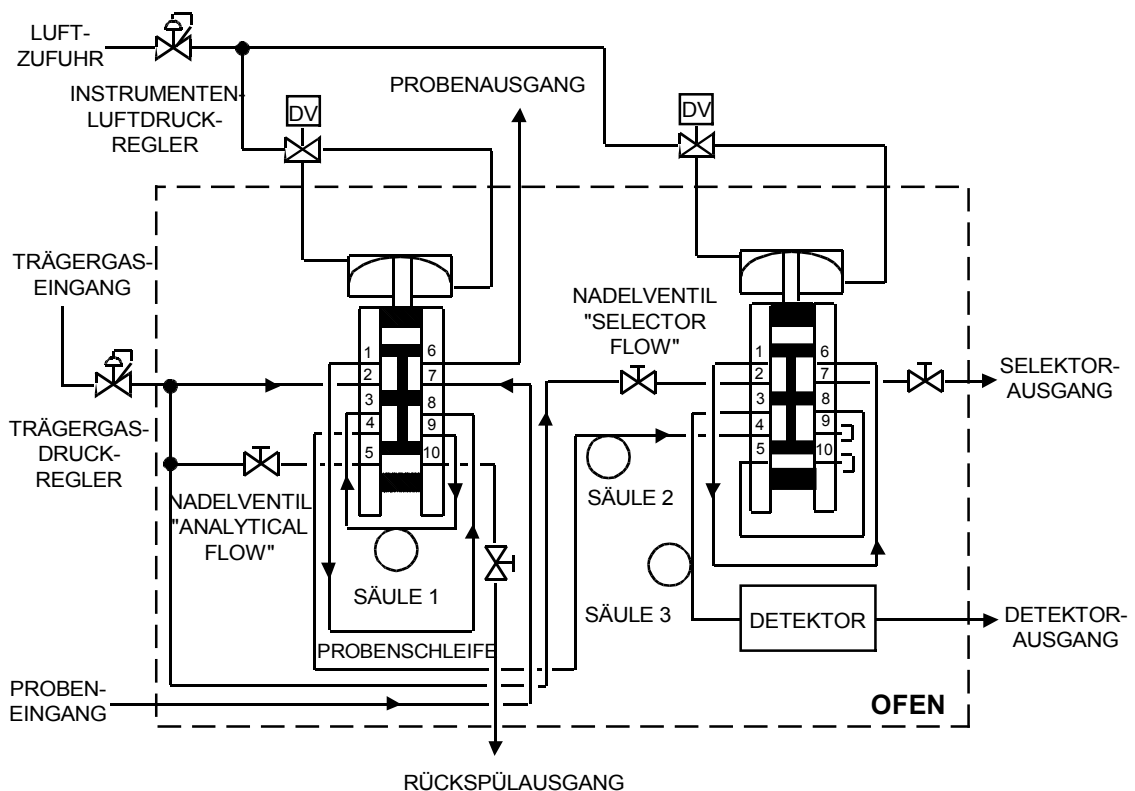 LUFT-
ZUFUHR
INSTRUMENTEN-
LUFTDRUCK-
REGLER
DV
PROBENAUSGANG
DV
TRÄGERGAS-
EINGANG
TRÄGERGAS-
DRUCK-
REGLER
NADELVENTIL
"ANALYTICAL
FLOW"
1
2
3
4
5
6
7
8
9
10
SÄULE 1
PROBENSCHLEIFE
NADELVENTIL
"SELECTOR
FLOW"
1
2
3
4
5
6
7
8
9
10
SELEKTOR-
AUSGANG
SÄULE 2
SÄULE 3
DETEKTOR
DETEKTOR-
AUSGANG
PROBEN-
EINGANG
OFEN
RÜCKSPÜLAUSGANG